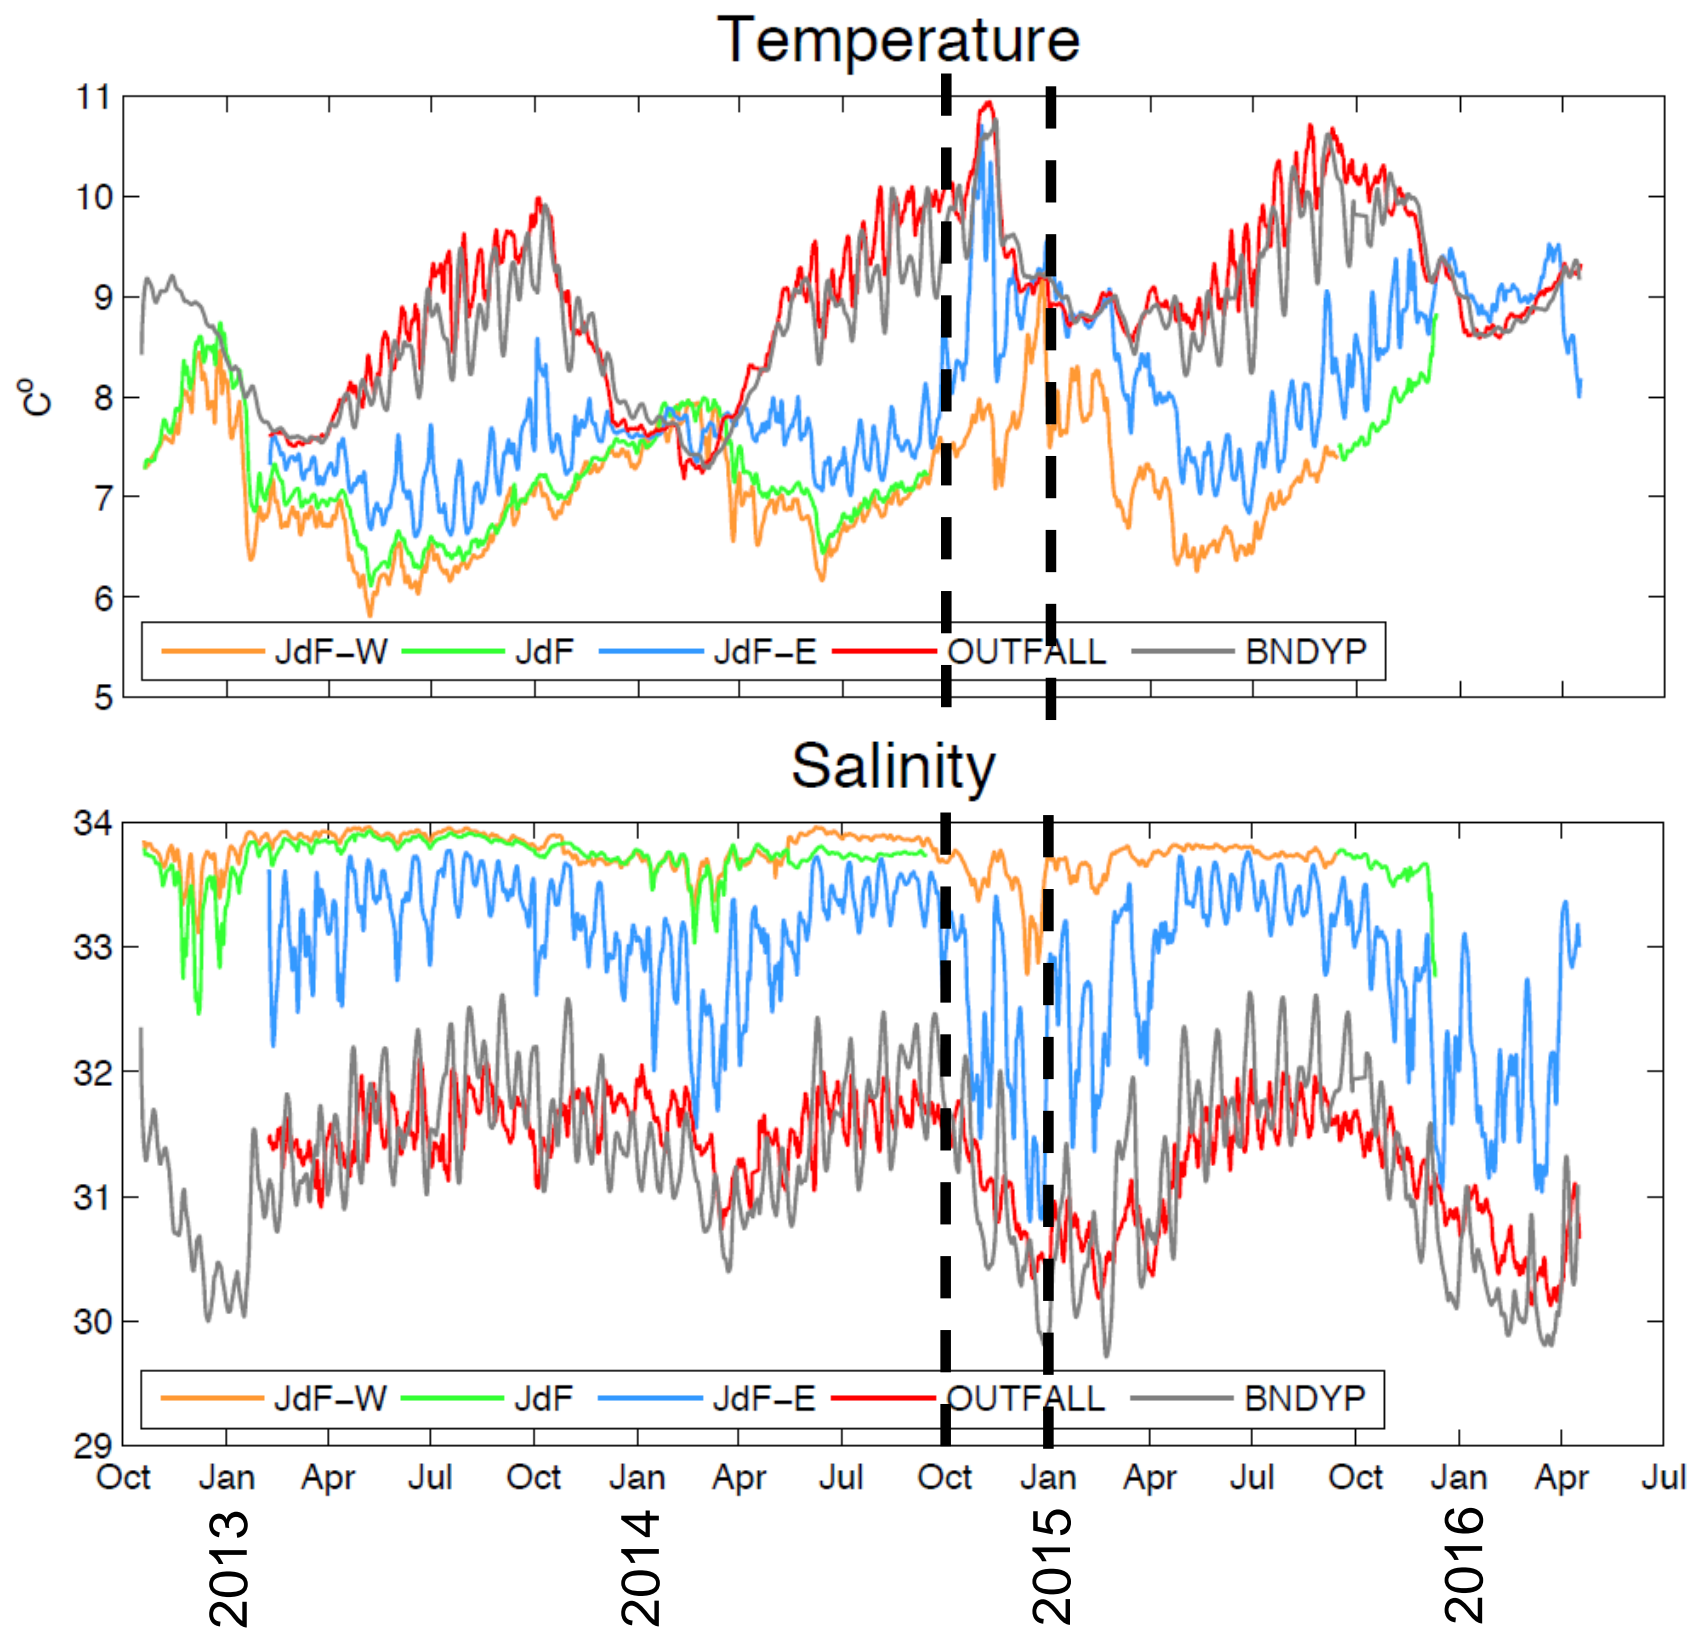 Temperature
11
10
9
8
7
6
5
C°
JdF-W JdF JdF-E OUTFALL BNDYP
Salinity
34
33
32
31
30
29
JdF-W JdF JdF-E OUTFALL BNDYP
Oct Jan Apr Jul Oct Jan Apr Jul Oct Jan Apr Jul Oct Jan Apr Jul
2013 2014 2015 2016